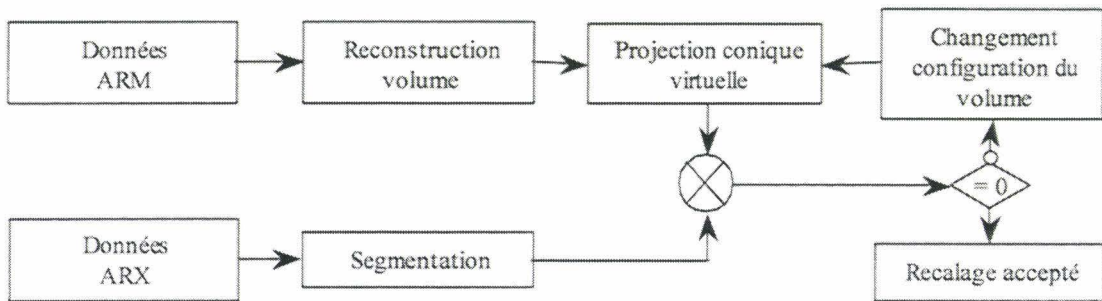 Données
ARM
Reconstruction
volume
Projection conique
virtuelle
Changement
configuration du
volume
= 0
Données
ARX
Segmentation
Recalage accepté